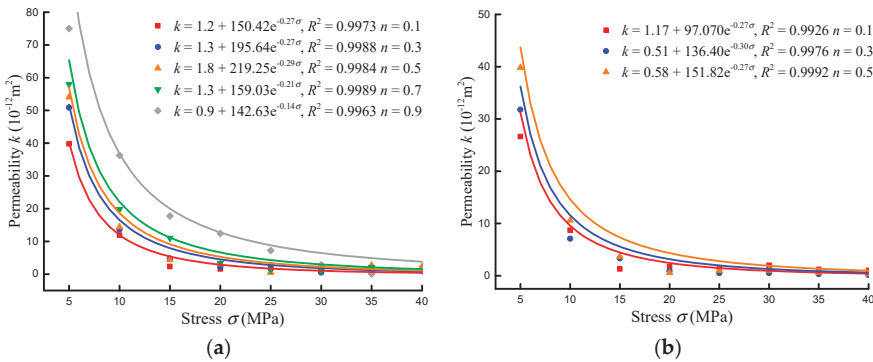 k = 1.2 + 150.42e^-0.27σ, R² = 0.9973 n = 0.1
k = 1.3 + 195.64e^-0.27σ, R² = 0.9988 n = 0.3
k = 1.8 + 219.25e^-0.29σ, R² = 0.9984 n = 0.5
k = 1.3 + 159.03e^-0.21σ, R² = 0.9989 n = 0.7
k = 0.9 + 142.63e^-0.14σ, R² = 0.9963 n = 0.9
Permeability k (10^-12 m²)
80
70
60
50
40
30
20
10
0
5 10 15 20 25 30 35 40
Stress σ (MPa)
(a)
k = 1.17 + 97.070e^-0.27σ, R² = 0.9926 n = 0.1
k = 0.51 + 136.40e^-0.30σ, R² = 0.9976 n = 0.3
k = 0.58 + 151.82e^-0.27σ, R² = 0.9992 n = 0.5
Permeability k (10^-12 m²)
50
40
30
20
10
0
5 10 15 20 25 30 35 40
Stress σ (MPa)
(b)